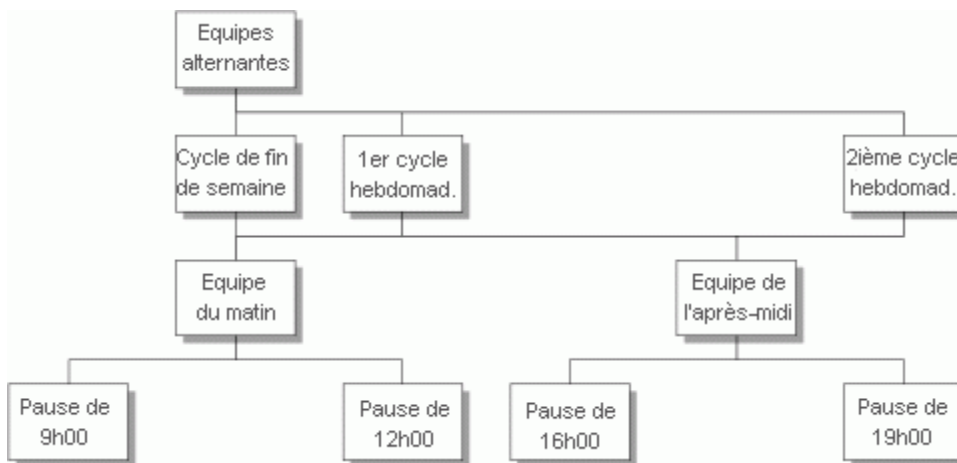 Equipes
alternantes
Cycle de fin
de semaine
1er cycle
hebdomad.
2ième cycle
hebdomad.
Equipe
du matin
Equipe de
l'après-midi
Pause de
9h00
Pause de
12h00
Pause de
16h00
Pause de
19h00